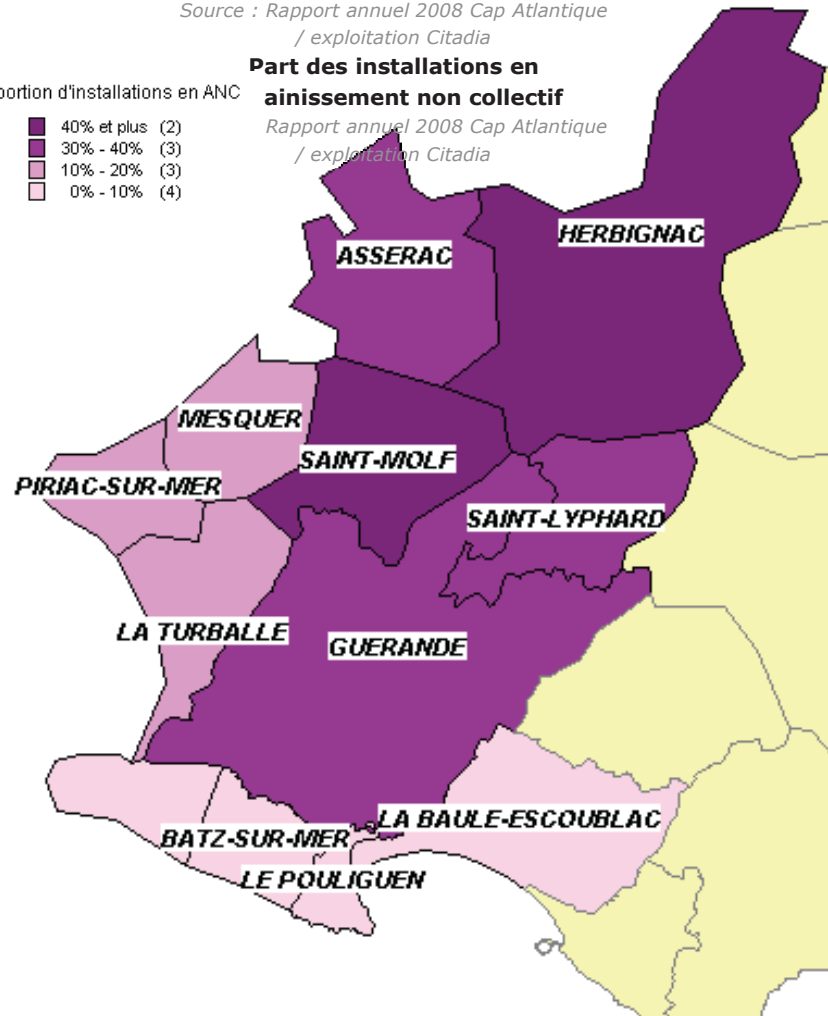 Source : Rapport annuel 2008 Cap Atlantique
/ exploitation Citadia
Part des installations en
ainissement non collectif
Rapport annuel 2008 Cap Atlantique
/ exploitation Citadia
portion d'installations en ANC
40% et plus (2)
30% - 40% (3)
10% - 20% (3)
0% - 10% (4)
HERBIGNAC
ASSERAC
MESQUER
SAINT-MOLF
PIRIAC-SUR-MER
SAINT-LYPHARD
LA TURBALLE
GUERANDE
LA BAULE-ESCOUBLAC
BATZ-SUR-MER
LE POULIGUEN